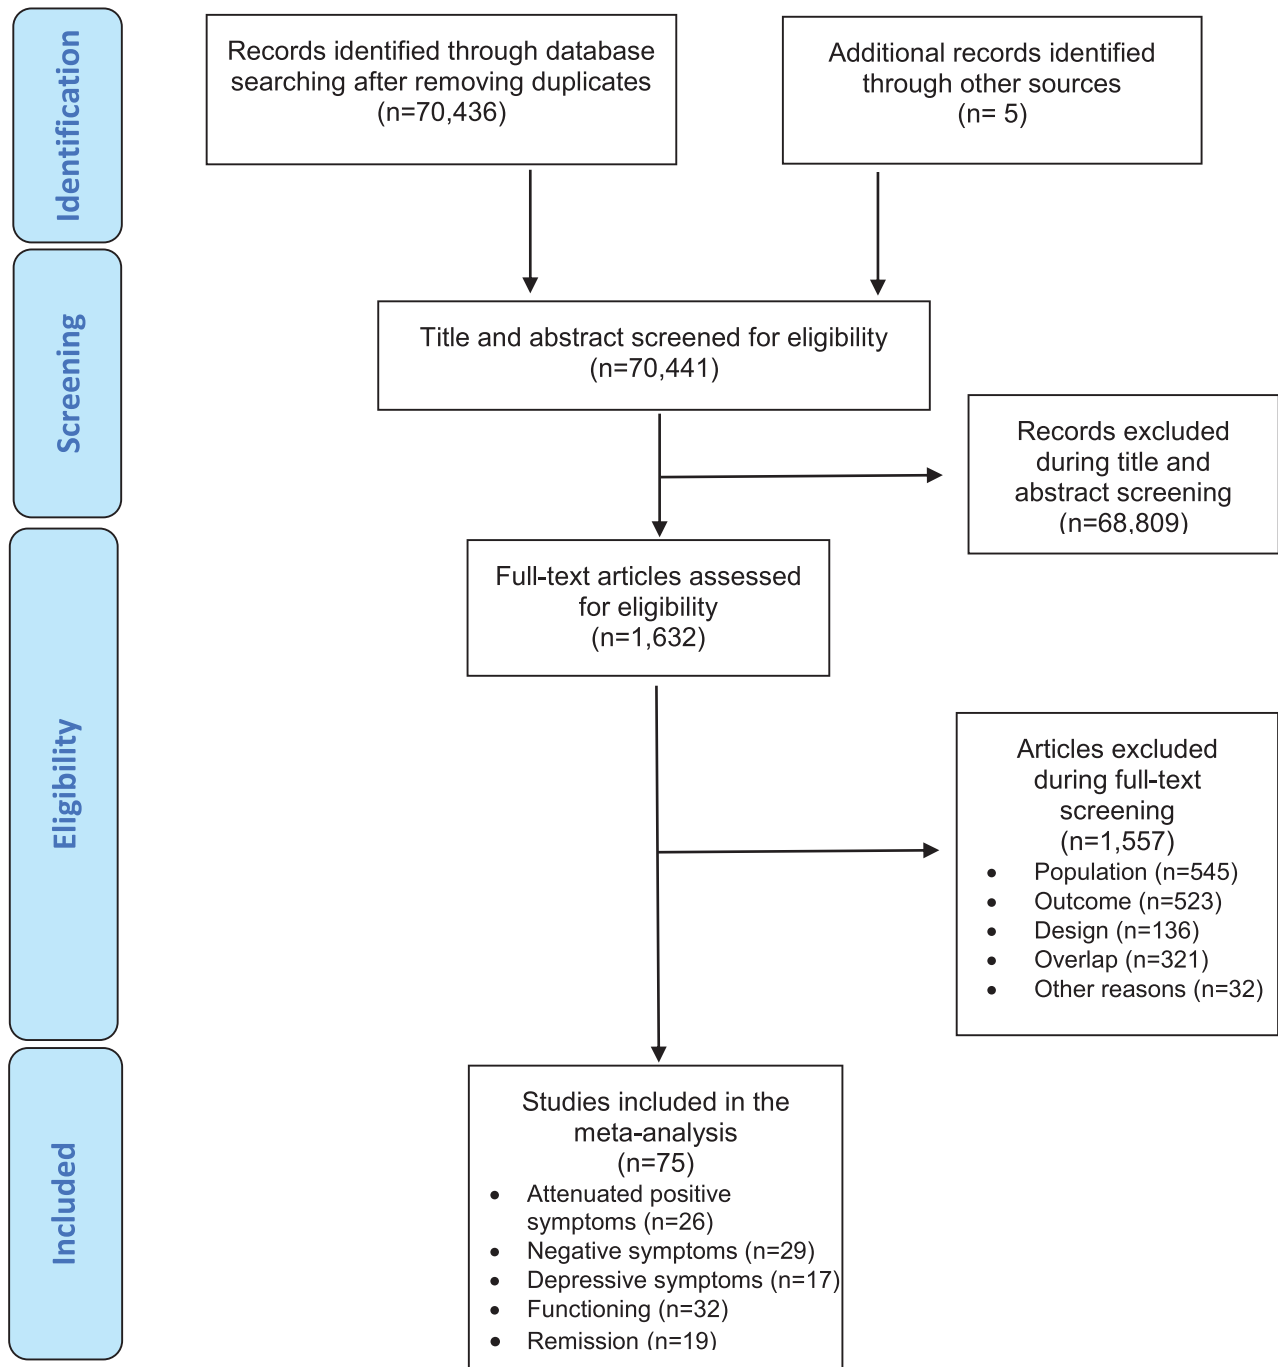 Identification
Records identified through database
searching after removing duplicates
(n=70,436)
Additional records identified
through other sources
(n= 5)
Screening
Title and abstract screened for eligibility
(n=70,441)
Records excluded
during title and
abstract screening
(n=68,809)
Eligibility
Full-text articles assessed
for eligibility
(n=1,632)
Articles excluded
during full-text
screening
(n=1,557)
• Population (n=545)
• Outcome (n=523)
• Design (n=136)
• Overlap (n=321)
• Other reasons (n=32)
Included
Studies included in the
meta-analysis
(n=75)
• Attenuated positive
symptoms (n=26)
• Negative symptoms (n=29)
• Depressive symptoms (n=17)
• Functioning (n=32)
• Remission (n=19)